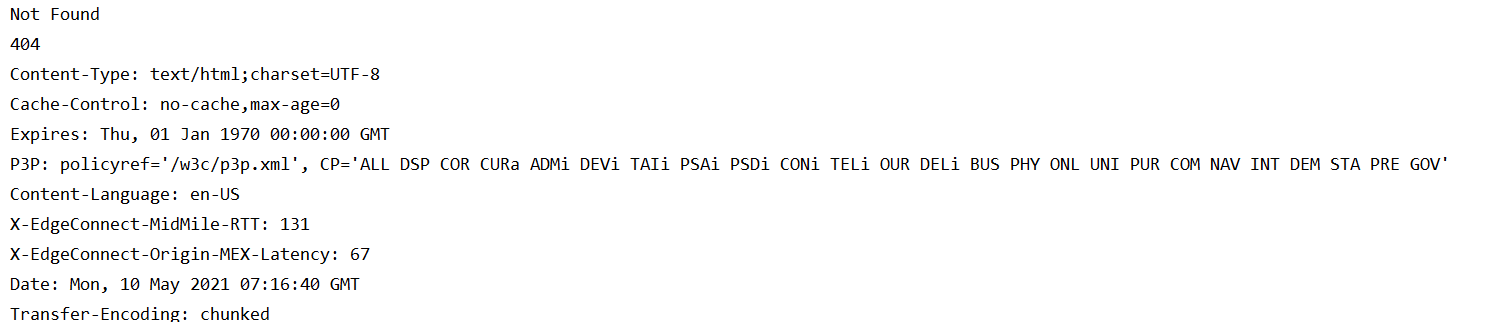 Not Found
404
Content-Type: text/html;charset=UTF-8
Cache-Control: no-cache,max-age=0
Expires: Thu, 01 Jan 1970 00:00:00 GMT
P3P: policyref='/w3c/p3p.xml', CP='ALL DSP COR CURa ADMi DEVi TAIi PSAi PSDi CONi TELi OUR DELi BUS PHY ONL UNI PUR COM NAV INT DEM STA PRE GOV'
Content-Language: en-US
X-EdgeConnect-MidMile-RTT: 131
X-EdgeConnect-Origin-MEX-Latency: 67
Date: Mon, 10 May 2021 07:16:40 GMT
Transfer-Encoding: chunked